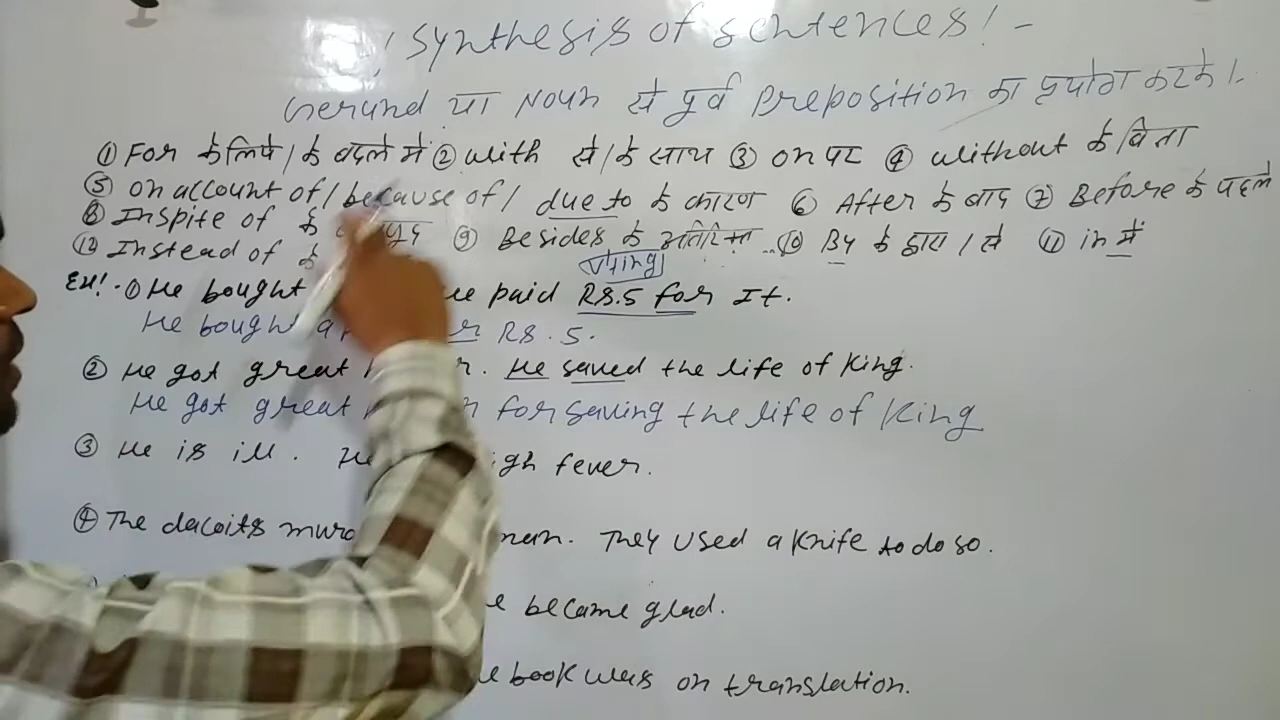 ! Synthesis of sentences! -
Gerund या Noun से पूर्व Preposition का प्रयोग करके।.
① For के लिये/के बदले मे ② with से/के साथ ③ on पर ④ without के बिना
⑤ on account of/because of/ due to के कारण ⑥ After के बाद ⑦ Before के पहले
⑧ Inspite of के ⑨ Besides के अतिरिक्त ⑩ By के द्वारा/से ⑪ in में
⑫ Instead of के
(V+ing)
Ex! ① He bought paid Rs.5 for It.
He bought a Rs.5.
② He got great He saved the life of King.
He got great for saving the life of King
③ He is ill. fever.
④ The dacoits They used a knife to do so.
became glad.
book was on translation.